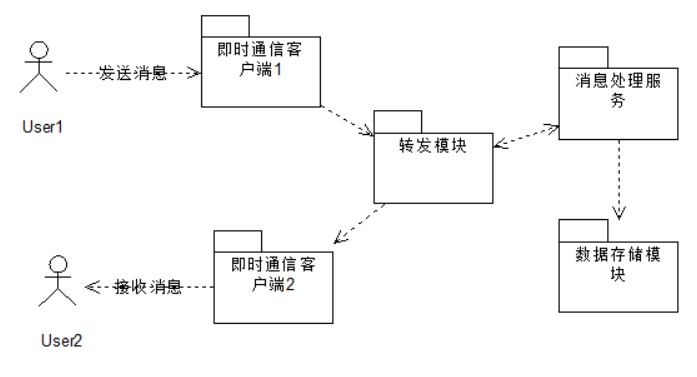 即时通信客
户端1
发送消息
User1
转发模块
消息处理服
务
即时通信客
户端2
接收消息
User2
数据存储模
块